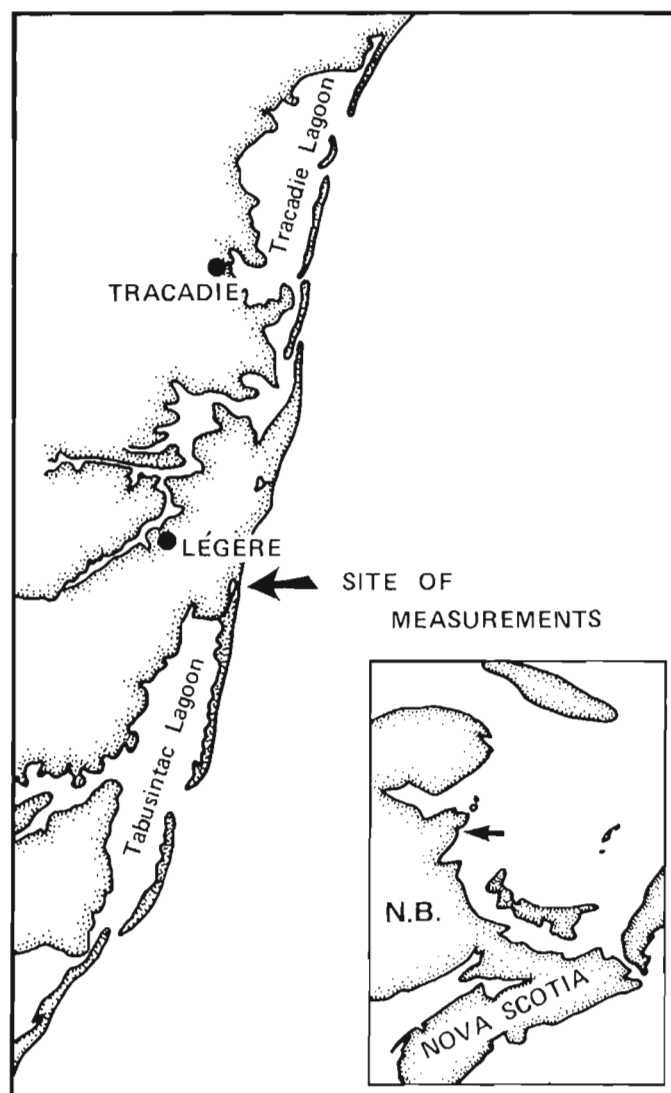 Tracadie Lagoon
TRACADIE
LÉGÈRE
SITE OF
MEASUREMENTS
Tabusintac Lagoon
N.B.
NOVA SCOTIA